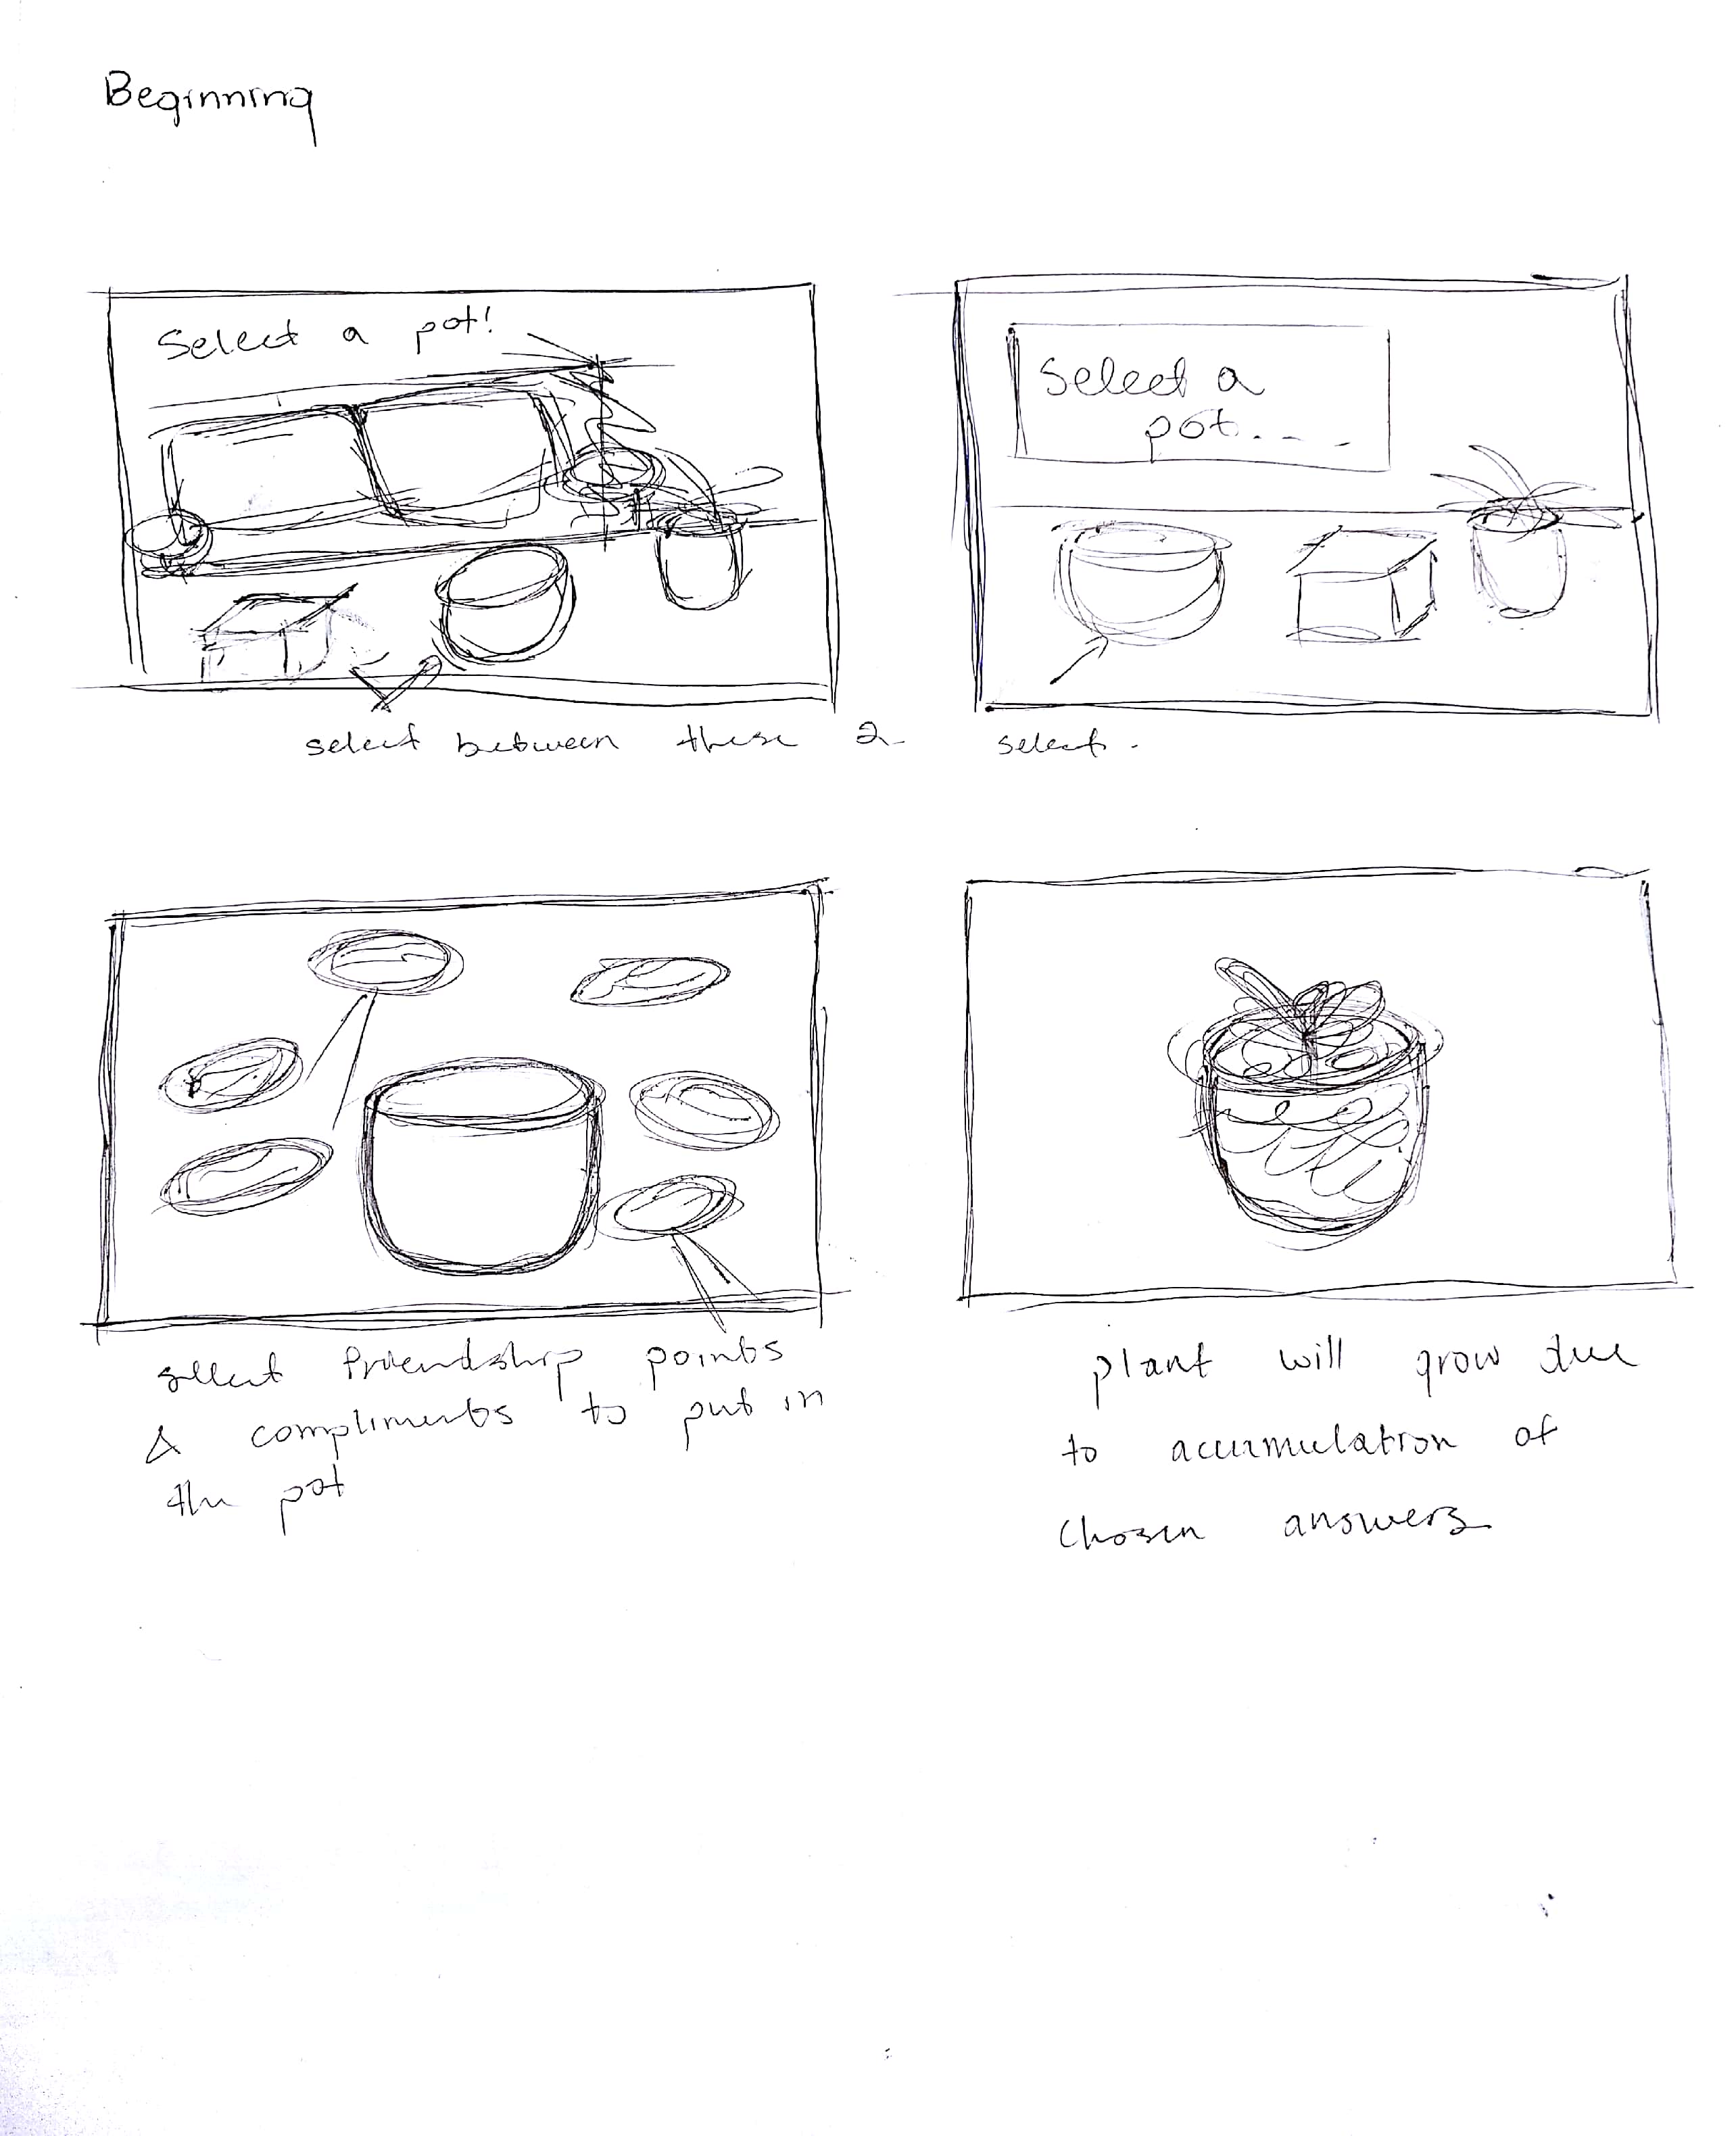 Beginning
Select a pot!
select between these 2
Select a
pot....
select.
select friendship points
& compliments to put in
the pot
plant will grow due
to accumulation of
chosen answers